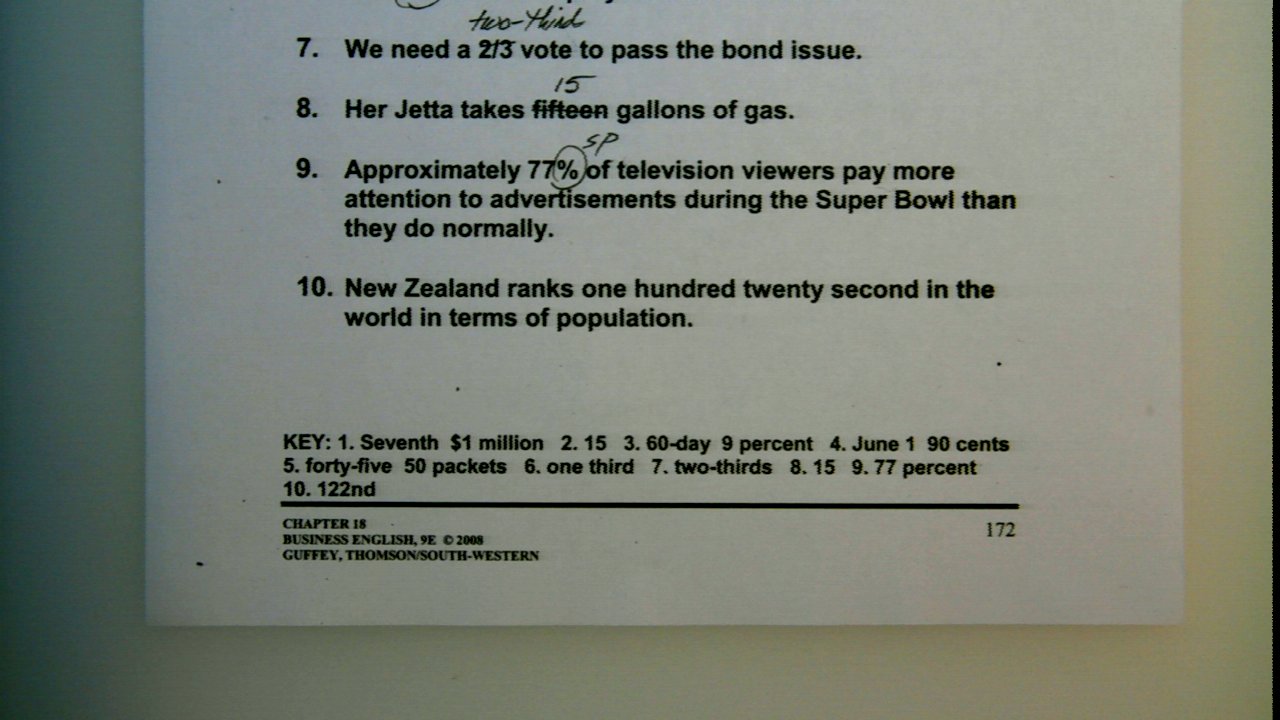 two-third
7. We need a 2/3 vote to pass the bond issue.
15
8. Her Jetta takes fifteen gallons of gas.
SP
9. Approximately 77% of television viewers pay more
attention to advertisements during the Super Bowl than
they do normally.
10. New Zealand ranks one hundred twenty second in the
world in terms of population.
KEY: 1. Seventh $1 million 2. 15 3. 60-day 9 percent 4. June 1 90 cents
5. forty-five 50 packets 6. one third 7. two-thirds 8. 15 9. 77 percent
10. 122nd
CHAPTER 18
BUSINESS ENGLISH, 9E © 2008
GUFFEY, THOMSON/SOUTH-WESTERN
172